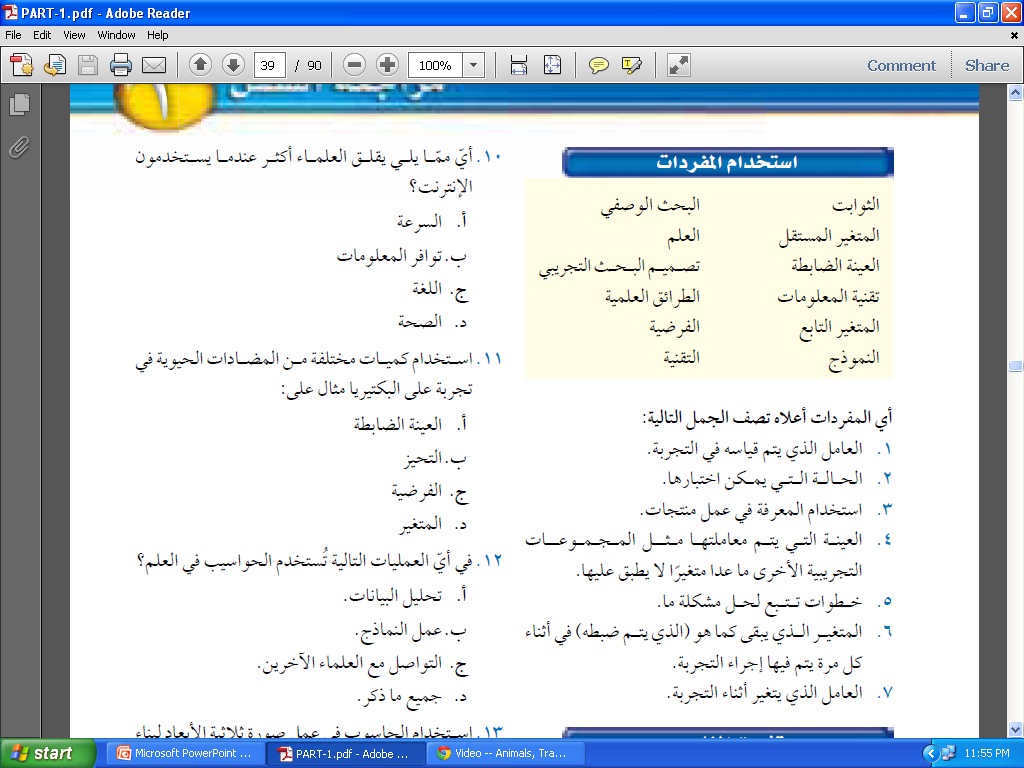 PART-1.pdf - Adobe Reader
File Edit View Window Help
39 / 90 100% Comment Share
استخدام المفردات
الثوابت البحث الوصفي
المتغير المستقل العلم
العينة الضابطة تصميم البحث التجريبي
تقنية المعلومات الطرائق العلمية
المتغير التابع الفرضية
النموذج التقنية
أي المفردات أعلاه تصف الجمل التالية:
١. العامل الذي يتم قياسه في التجربة.
٢. الحالة التي يمكن اختبارها.
٣. استخدام المعرفة في عمل منتجات.
٤. العينة التي يتم معاملتها مثل المجموعات
التجريبية الأخرى ما عدا متغيرًا لا يطبق عليها.
٥. خطوات تتبع لحل مشكلة ما.
٦. المتغير الذي يبقى كما هو (الذي يتم ضبطه) في أثناء
كل مرة يتم فيها إجراء التجربة.
٧. العامل الذي يتغير أثناء التجربة.
١٠. أيّ ممّا يلي يقلق العلماء أكثر عندما يستخدمون
الإنترنت؟
أ. السرعة
ب. توافر المعلومات
ج. اللغة
د. الصحة
١١. استخدام كميات مختلفة من المضادات الحيوية في
تجربة على البكتيريا مثال على:
أ. العينة الضابطة
ب. التحيز
ج. الفرضية
د. المتغير
١٢. في أيّ العمليات التالية تُستخدم الحواسيب في العلم؟
أ. تحليل البيانات.
ب. عمل النماذج.
ج. التواصل مع العلماء الآخرين.
د. جميع ما ذكر.
١٣. استخدام الحاسوب في عمل صورة ثلاثية الأبعاد لبناء
start Microsoft PowerPoint ... PART-1.pdf - Adobe ... Video -- Animals, Tra... 11:55 PM